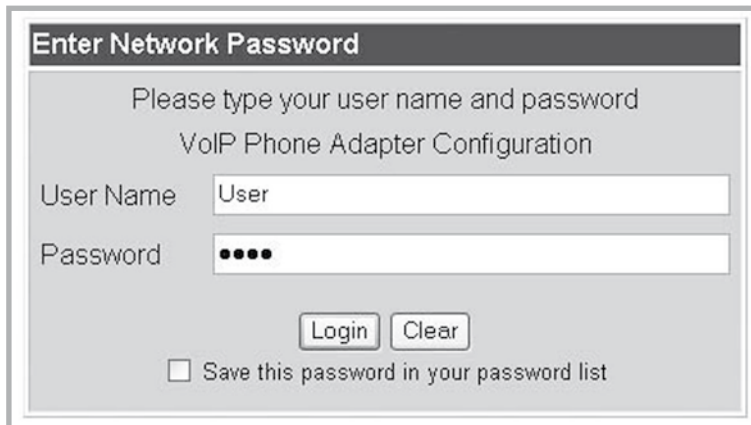 Enter Network Password
Please type your user name and password
VoIP Phone Adapter Configuration
User Name User
Password ••••
Login Clear
Save this password in your password list